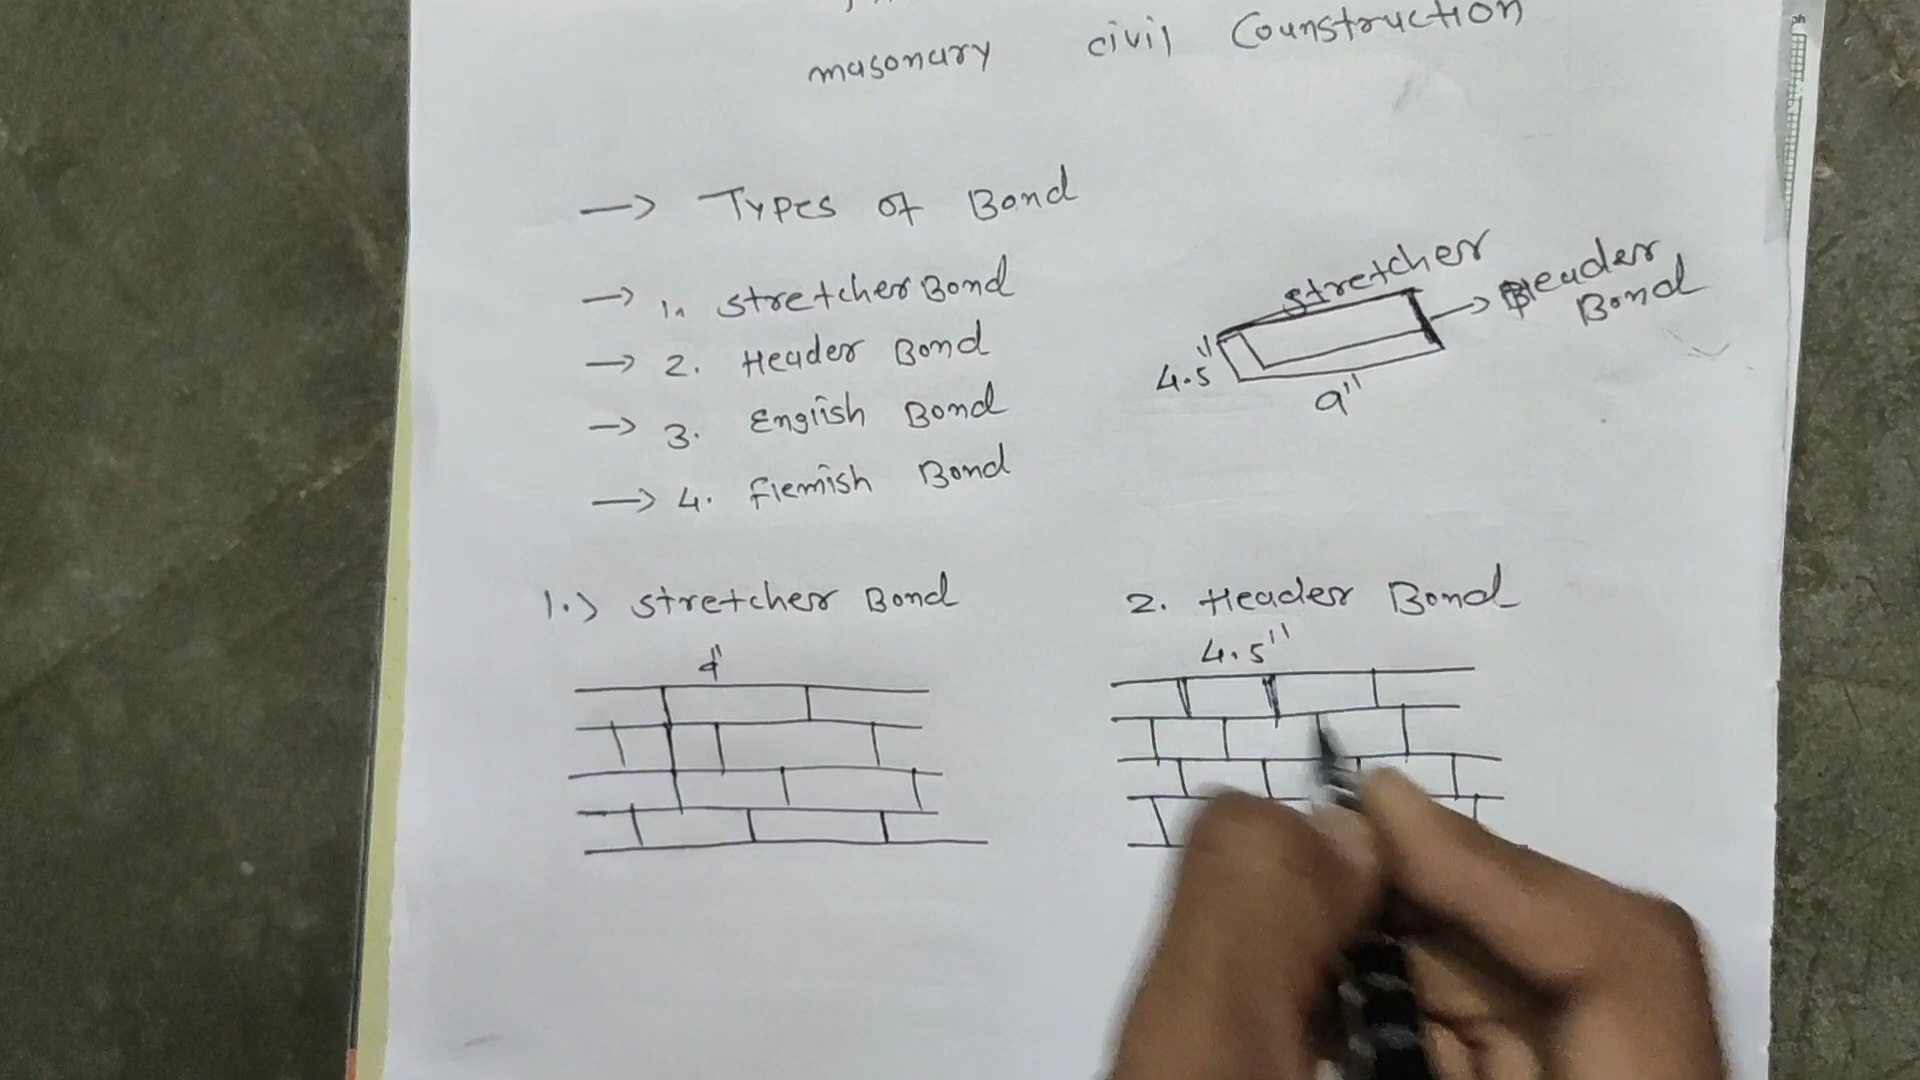 masonary civil Counstruction
→ Types of Bond
→ 1. Stretcher Bond
→ 2. Header Bond
→ 3. English Bond
→ 4. Flemish Bond
stretcher
→ Header Bond
4.5"
9"
1.) Stretcher Bond
2. Header Bond
4.5"